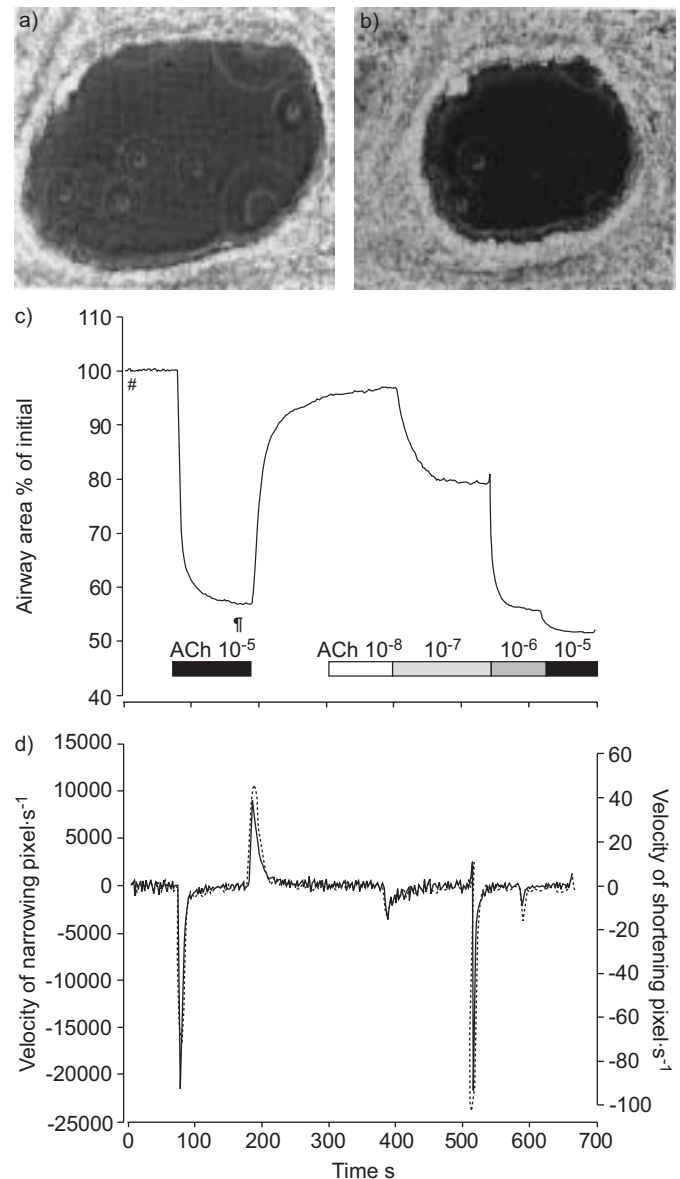 a)
b)
c)
110
100
90
80
70
60
50
40
Airway area % of initial
#
¶
ACh 10-5
ACh 10-8
10-7
10-6
10-5
d)
15000
10000
5000
0
-5000
-10000
-15000
-20000
-25000
Velocity of narrowing pixel·s-1
60
40
20
0
-20
-40
-60
-80
-100
Velocity of shortening pixel·s-1
0 100 200 300 400 500 600 700
Time s